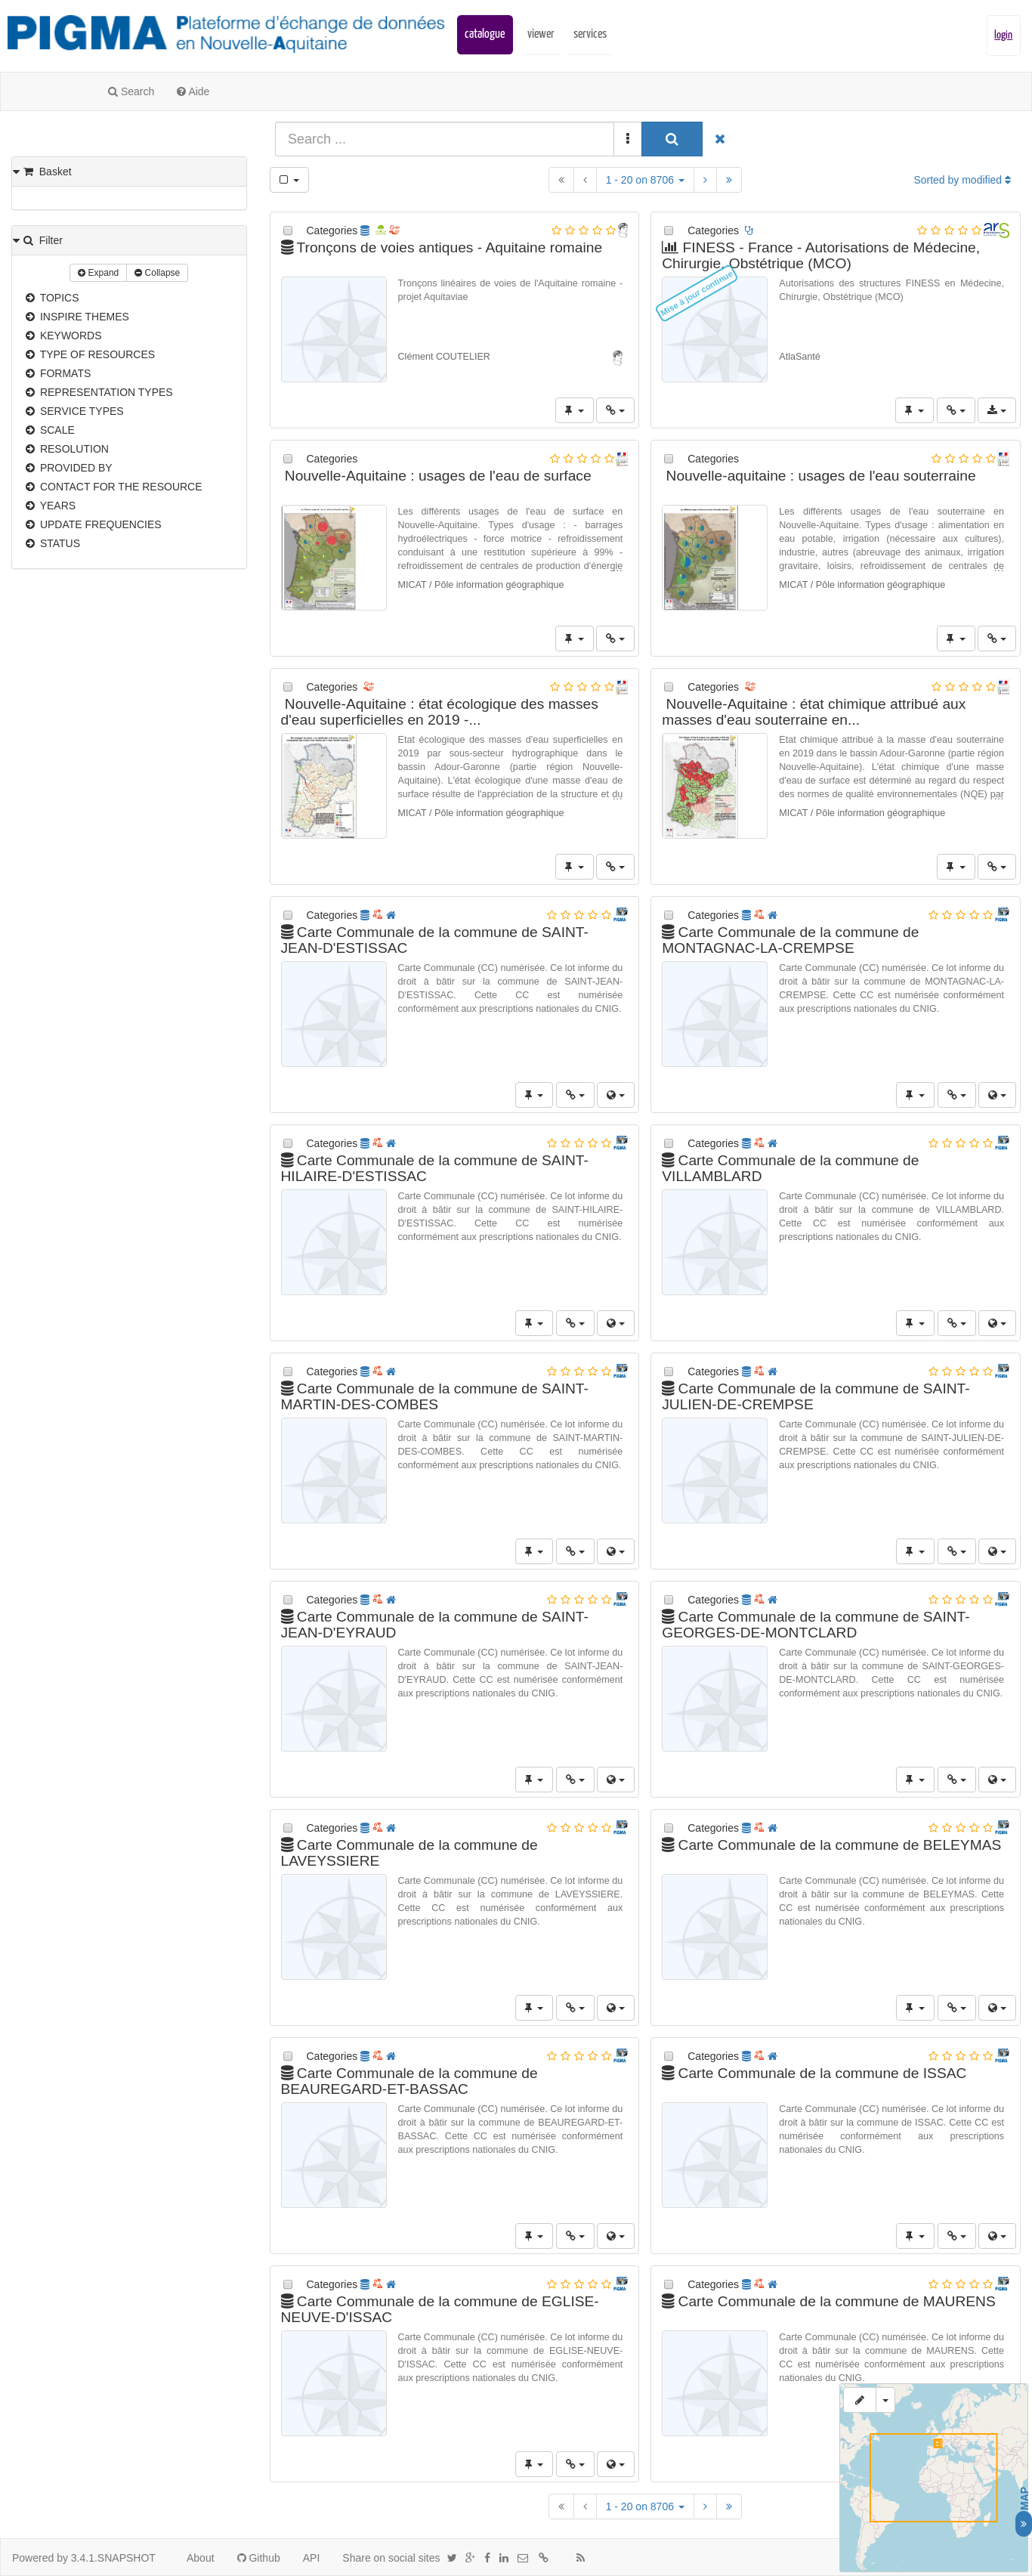 PIGMA Plateforme d'échange de données
en Nouvelle-Aquitaine
catalogue viewer services login
Search Aide
Search ...
Basket
1 - 20 on 8706
Sorted by modified
Filter
Expand Collapse
TOPICS
INSPIRE THEMES
KEYWORDS
TYPE OF RESOURCES
FORMATS
REPRESENTATION TYPES
SERVICE TYPES
SCALE
RESOLUTION
PROVIDED BY
CONTACT FOR THE RESOURCE
YEARS
UPDATE FREQUENCIES
STATUS
Categories
Tronçons de voies antiques - Aquitaine romaine
Tronçons linéaires de voies de l'Aquitaine romaine -
projet Aquitaviae
Clément COUTELIER
Categories
ars
FINESS - France - Autorisations de Médecine,
Chirurgie, Obstétrique (MCO)
Mise à jour continue
Autorisations des structures FINESS en Médecine,
Chirurgie, Obstétrique (MCO)
AtlaSanté
Categories
Nouvelle-Aquitaine : usages de l'eau de surface
Les différents usages de l'eau de surface en
Nouvelle-Aquitaine. Types d'usage : - barrages
hydroélectriques - force motrice - refroidissement
conduisant à une restitution supérieure à 99% -
refroidissement de centrales de production d'énergie
MICAT / Pôle information géographique
Categories
Nouvelle-aquitaine : usages de l'eau souterraine
Les différents usages de l'eau souterraine en
Nouvelle-Aquitaine. Types d'usage : alimentation en
eau potable, irrigation (nécessaire aux cultures),
industrie, autres (abreuvage des animaux, irrigation
gravitaire, loisirs, refroidissement de centrales de
MICAT / Pôle information géographique
Categories
Nouvelle-Aquitaine : état écologique des masses
d'eau superficielles en 2019 -...
Etat écologique des masses d'eau superficielles en
2019 par sous-secteur hydrographique dans le
bassin Adour-Garonne (partie région Nouvelle-
Aquitaine). L'état écologique d'une masse d'eau de
surface résulte de l'appréciation de la structure et du
MICAT / Pôle information géographique
Categories
Nouvelle-Aquitaine : état chimique attribué aux
masses d'eau souterraine en...
Etat chimique attribué à la masse d'eau souterraine
en 2019 dans le bassin Adour-Garonne (partie région
Nouvelle-Aquitaine). L'état chimique d'une masse
d'eau de surface est déterminé au regard du respect
des normes de qualité environnementales (NQE) par
MICAT / Pôle information géographique
Categories
PIGMA
Carte Communale de la commune de SAINT-
JEAN-D'ESTISSAC
Carte Communale (CC) numérisée. Ce lot informe du
droit à bâtir sur la commune de SAINT-JEAN-
D'ESTISSAC. Cette CC est numérisée
conformément aux prescriptions nationales du CNIG.
Categories
PIGMA
Carte Communale de la commune de
MONTAGNAC-LA-CREMPSE
Carte Communale (CC) numérisée. Ce lot informe du
droit à bâtir sur la commune de MONTAGNAC-LA-
CREMPSE. Cette CC est numérisée conformément
aux prescriptions nationales du CNIG.
Categories
PIGMA
Carte Communale de la commune de SAINT-
HILAIRE-D'ESTISSAC
Carte Communale (CC) numérisée. Ce lot informe du
droit à bâtir sur la commune de SAINT-HILAIRE-
D'ESTISSAC. Cette CC est numérisée
conformément aux prescriptions nationales du CNIG.
Categories
PIGMA
Carte Communale de la commune de
VILLAMBLARD
Carte Communale (CC) numérisée. Ce lot informe du
droit à bâtir sur la commune de VILLAMBLARD.
Cette CC est numérisée conformément aux
prescriptions nationales du CNIG.
Categories
PIGMA
Carte Communale de la commune de SAINT-
MARTIN-DES-COMBES
Carte Communale (CC) numérisée. Ce lot informe du
droit à bâtir sur la commune de SAINT-MARTIN-
DES-COMBES. Cette CC est numérisée
conformément aux prescriptions nationales du CNIG.
Categories
PIGMA
Carte Communale de la commune de SAINT-
JULIEN-DE-CREMPSE
Carte Communale (CC) numérisée. Ce lot informe du
droit à bâtir sur la commune de SAINT-JULIEN-DE-
CREMPSE. Cette CC est numérisée conformément
aux prescriptions nationales du CNIG.
Categories
PIGMA
Carte Communale de la commune de SAINT-
JEAN-D'EYRAUD
Carte Communale (CC) numérisée. Ce lot informe du
droit à bâtir sur la commune de SAINT-JEAN-
D'EYRAUD. Cette CC est numérisée conformément
aux prescriptions nationales du CNIG.
Categories
PIGMA
Carte Communale de la commune de SAINT-
GEORGES-DE-MONTCLARD
Carte Communale (CC) numérisée. Ce lot informe du
droit à bâtir sur la commune de SAINT-GEORGES-
DE-MONTCLARD. Cette CC est numérisée
conformément aux prescriptions nationales du CNIG.
Categories
PIGMA
Carte Communale de la commune de
LAVEYSSIERE
Carte Communale (CC) numérisée. Ce lot informe du
droit à bâtir sur la commune de LAVEYSSIERE.
Cette CC est numérisée conformément aux
prescriptions nationales du CNIG.
Categories
PIGMA
Carte Communale de la commune de BELEYMAS
Carte Communale (CC) numérisée. Ce lot informe du
droit à bâtir sur la commune de BELEYMAS. Cette
CC est numérisée conformément aux prescriptions
nationales du CNIG.
Categories
PIGMA
Carte Communale de la commune de
BEAUREGARD-ET-BASSAC
Carte Communale (CC) numérisée. Ce lot informe du
droit à bâtir sur la commune de BEAUREGARD-ET-
BASSAC. Cette CC est numérisée conformément
aux prescriptions nationales du CNIG.
Categories
PIGMA
Carte Communale de la commune de ISSAC
Carte Communale (CC) numérisée. Ce lot informe du
droit à bâtir sur la commune de ISSAC. Cette CC est
numérisée conformément aux prescriptions
nationales du CNIG.
Categories
PIGMA
Carte Communale de la commune de EGLISE-
NEUVE-D'ISSAC
Carte Communale (CC) numérisée. Ce lot informe du
droit à bâtir sur la commune de EGLISE-NEUVE-
D'ISSAC. Cette CC est numérisée conformément
aux prescriptions nationales du CNIG.
Categories
PIGMA
Carte Communale de la commune de MAURENS
Carte Communale (CC) numérisée. Ce lot informe du
droit à bâtir sur la commune de MAURENS. Cette
CC est numérisée conformément aux prescriptions
nationales du CNIG.
MAP
1 - 20 on 8706
Powered by 3.4.1.SNAPSHOT About Github API Share on social sites